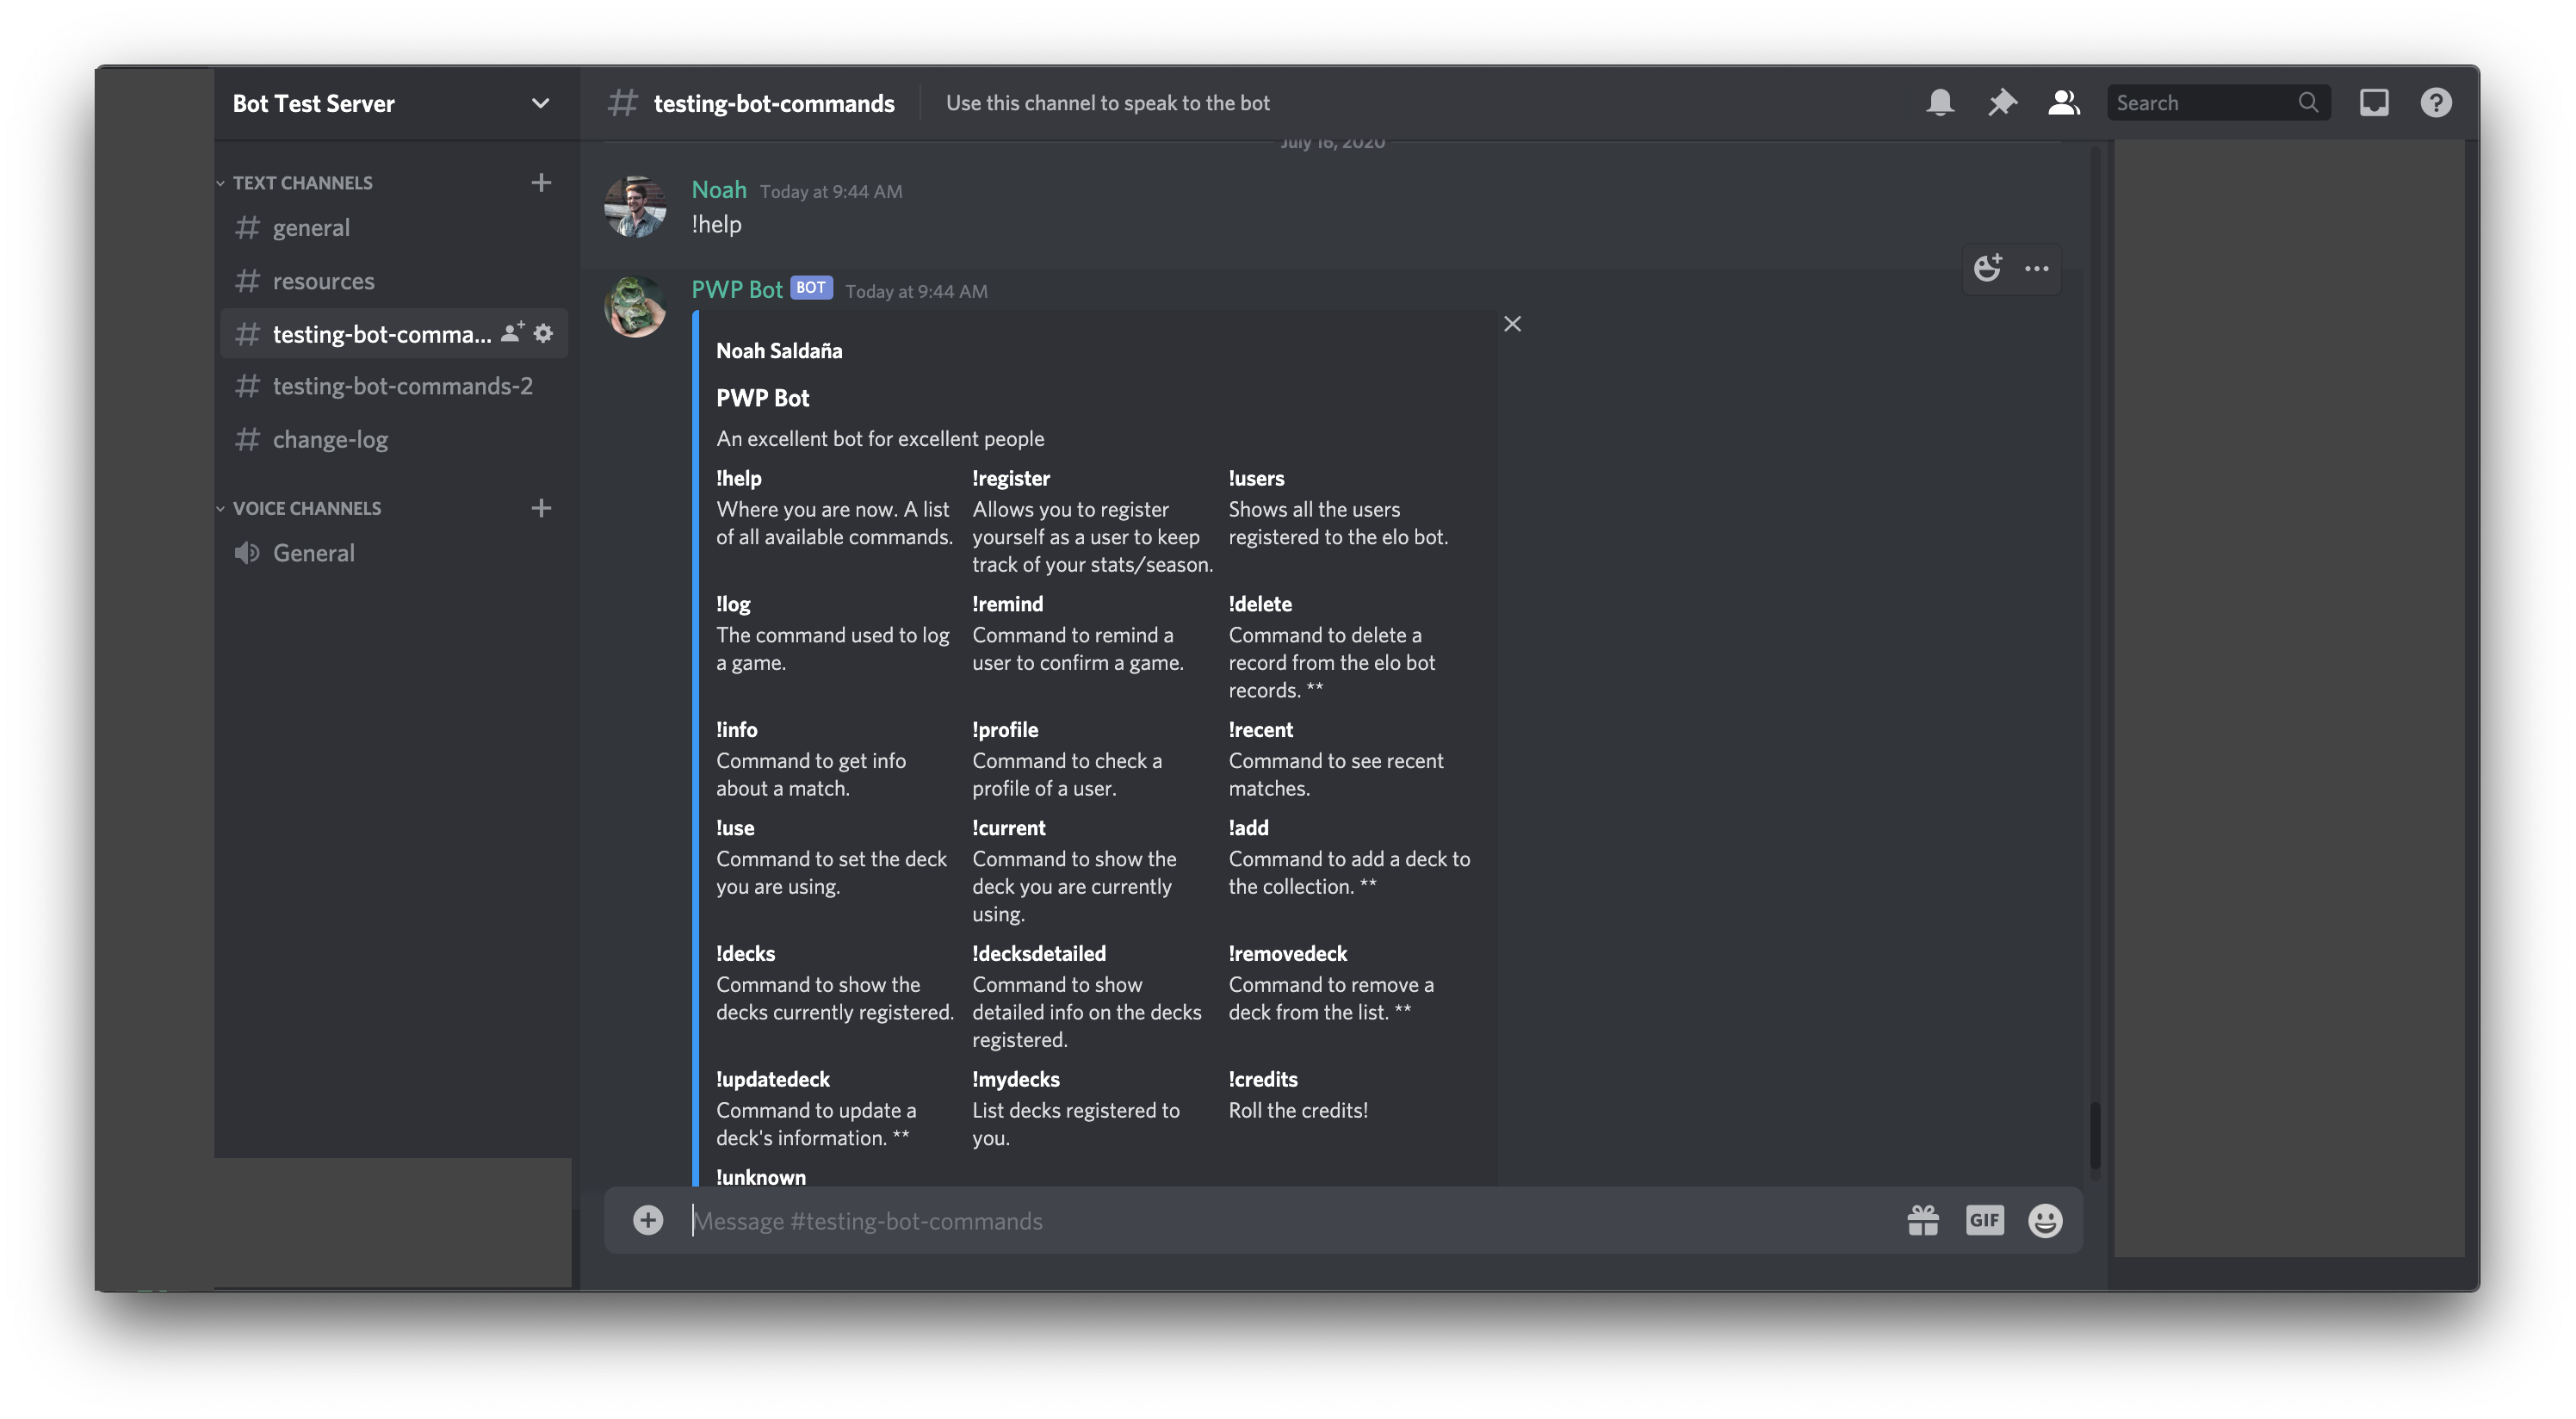 Bot Test Server
TEXT CHANNELS
general
resources
testing-bot-comma...
testing-bot-commands-2
change-log
VOICE CHANNELS
General
# testing-bot-commands
Use this channel to speak to the bot
Search
July 16, 2020
Noah Today at 9:44 AM
!help
PWP Bot BOT Today at 9:44 AM
Noah Saldaña
PWP Bot
An excellent bot for excellent people
!help
Where you are now. A list
of all available commands.
!register
Allows you to register
yourself as a user to keep
track of your stats/season.
!users
Shows all the users
registered to the elo bot.
!log
The command used to log
a game.
!remind
Command to remind a
user to confirm a game.
!delete
Command to delete a
record from the elo bot
records. **
!info
Command to get info
about a match.
!profile
Command to check a
profile of a user.
!recent
Command to see recent
matches.
!use
Command to set the deck
you are using.
!current
Command to show the
deck you are currently
using.
!add
Command to add a deck to
the collection. **
!decks
Command to show the
decks currently registered.
!decksdetailed
Command to show
detailed info on the decks
registered.
!removedeck
Command to remove a
deck from the list. **
!updatedeck
Command to update a
deck's information. **
!mydecks
List decks registered to
you.
!credits
Roll the credits!
!unknown
Message #testing-bot-commands
GIF